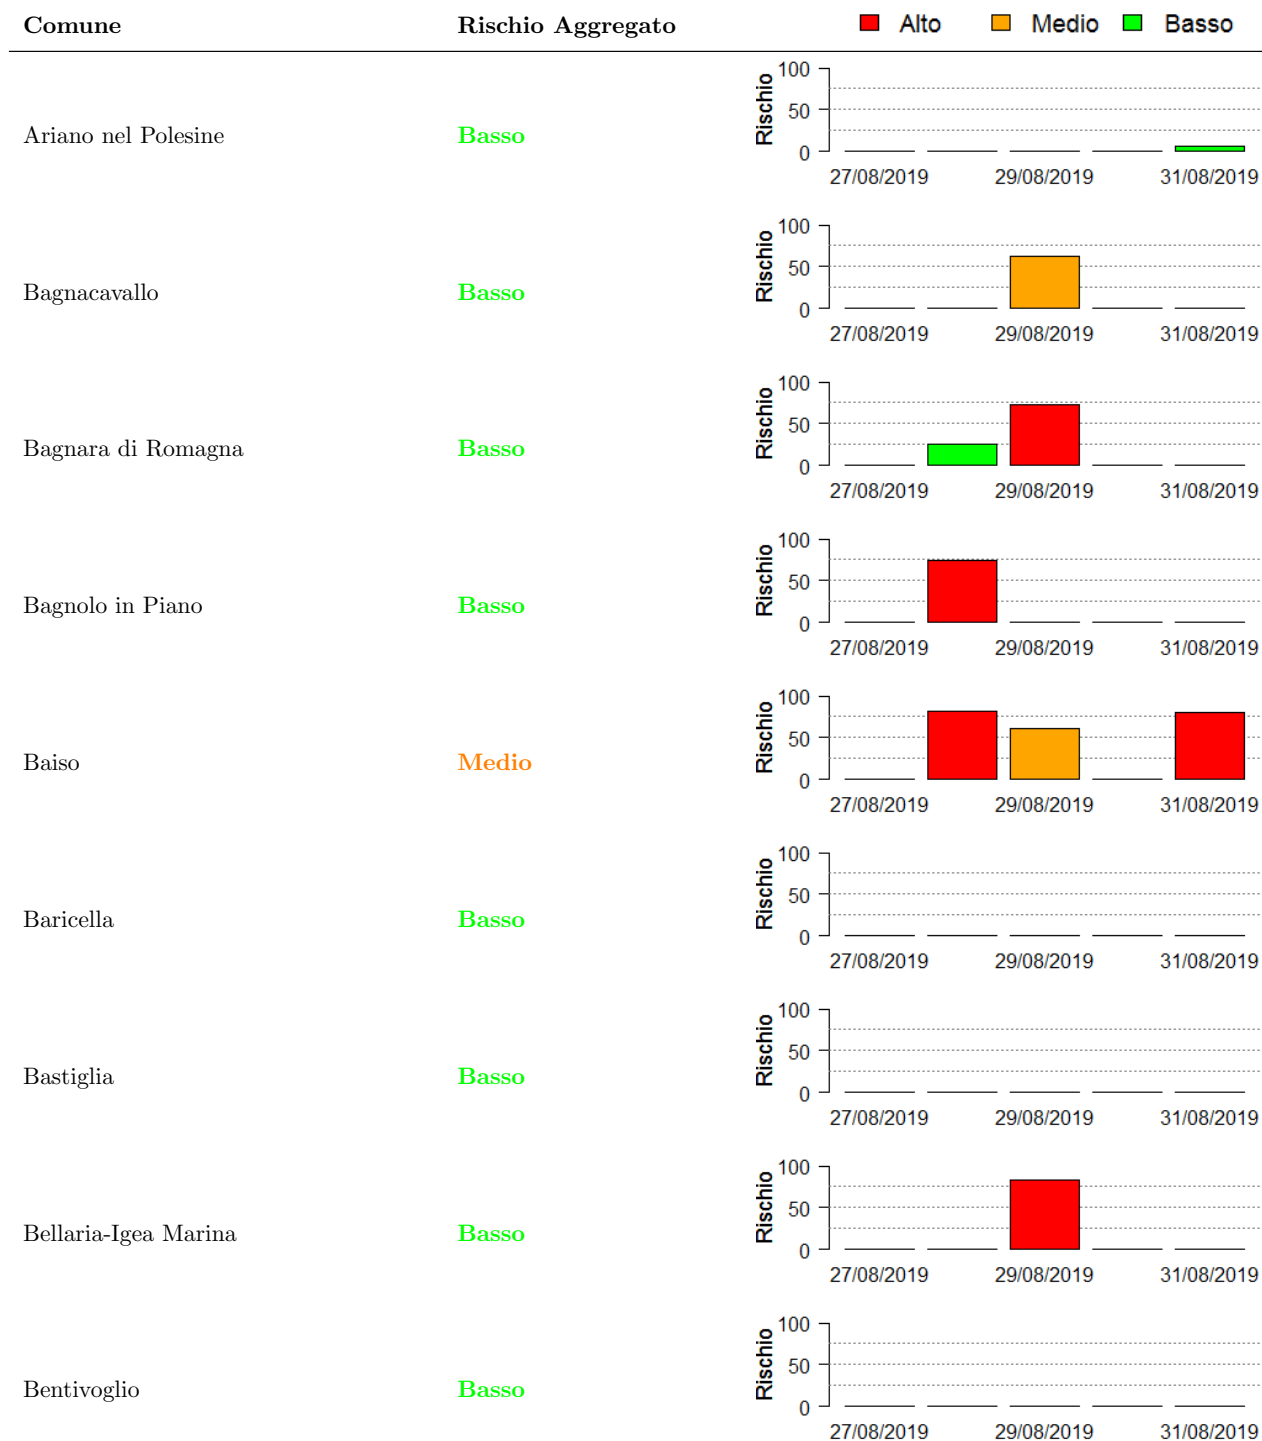 Comune Rischio Aggregato Alto Medio Basso
Ariano nel Polesine Basso
Rischio
100
50
0
27/08/2019 29/08/2019 31/08/2019
Bagnacavallo Basso
Rischio
100
50
0
27/08/2019 29/08/2019 31/08/2019
Bagnara di Romagna Basso
Rischio
100
50
0
27/08/2019 29/08/2019 31/08/2019
Bagnolo in Piano Basso
Rischio
100
50
0
27/08/2019 29/08/2019 31/08/2019
Baiso Medio
Rischio
100
50
0
27/08/2019 29/08/2019 31/08/2019
Baricella Basso
Rischio
100
50
0
27/08/2019 29/08/2019 31/08/2019
Bastiglia Basso
Rischio
100
50
0
27/08/2019 29/08/2019 31/08/2019
Bellaria-Igea Marina Basso
Rischio
100
50
0
27/08/2019 29/08/2019 31/08/2019
Bentivoglio Basso
Rischio
100
50
0
27/08/2019 29/08/2019 31/08/2019